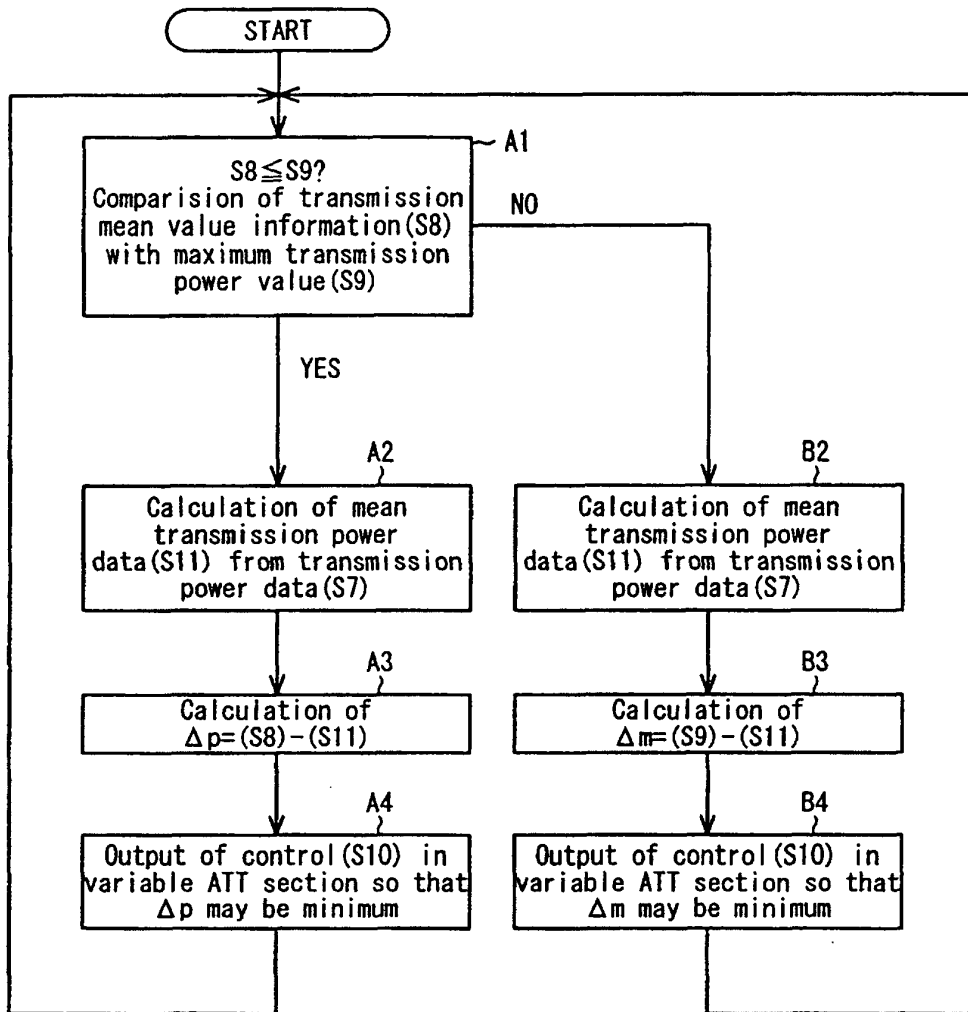 START
A1
S8≦S9?
Comparision of transmission
mean value information(S8)
with maximum transmission
power value(S9)
NO
YES
A2
Calculation of mean
transmission power
data(S11) from transmission
power data(S7)
B2
Calculation of mean
transmission power
data(S11) from transmission
power data(S7)
A3
Calculation of
Δp=(S8)-(S11)
B3
Calculation of
Δm=(S9)-(S11)
A4
Output of control(S10) in
variable ATT section so that
Δp may be minimum
B4
Output of control(S10) in
variable ATT section so that
Δm may be minimum